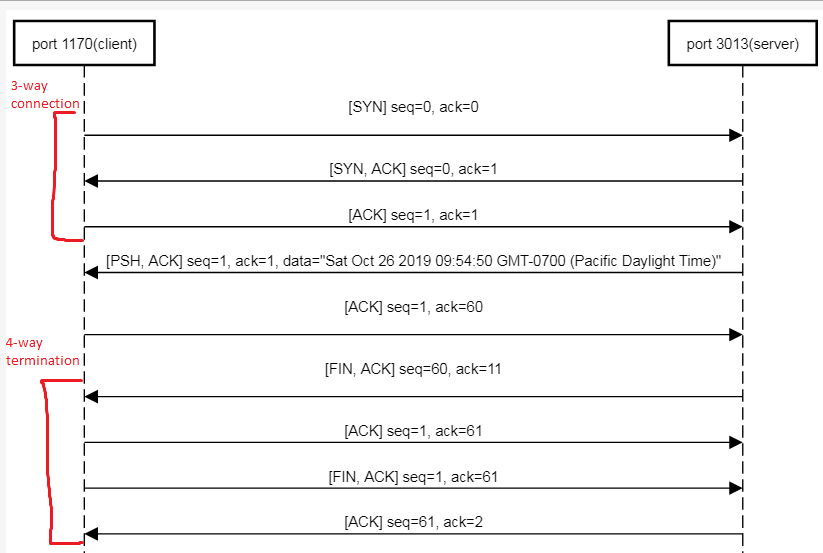 port 1170(client)
port 3013(server)
3-way
connection
[SYN] seq=0, ack=0
[SYN, ACK] seq=0, ack=1
[ACK] seq=1, ack=1
[PSH, ACK] seq=1, ack=1, data="Sat Oct 26 2019 09:54:50 GMT-0700 (Pacific Daylight Time)"
[ACK] seq=1, ack=60
4-way
termination
[FIN, ACK] seq=60, ack=11
[ACK] seq=1, ack=61
[FIN, ACK] seq=1, ack=61
[ACK] seq=61, ack=2